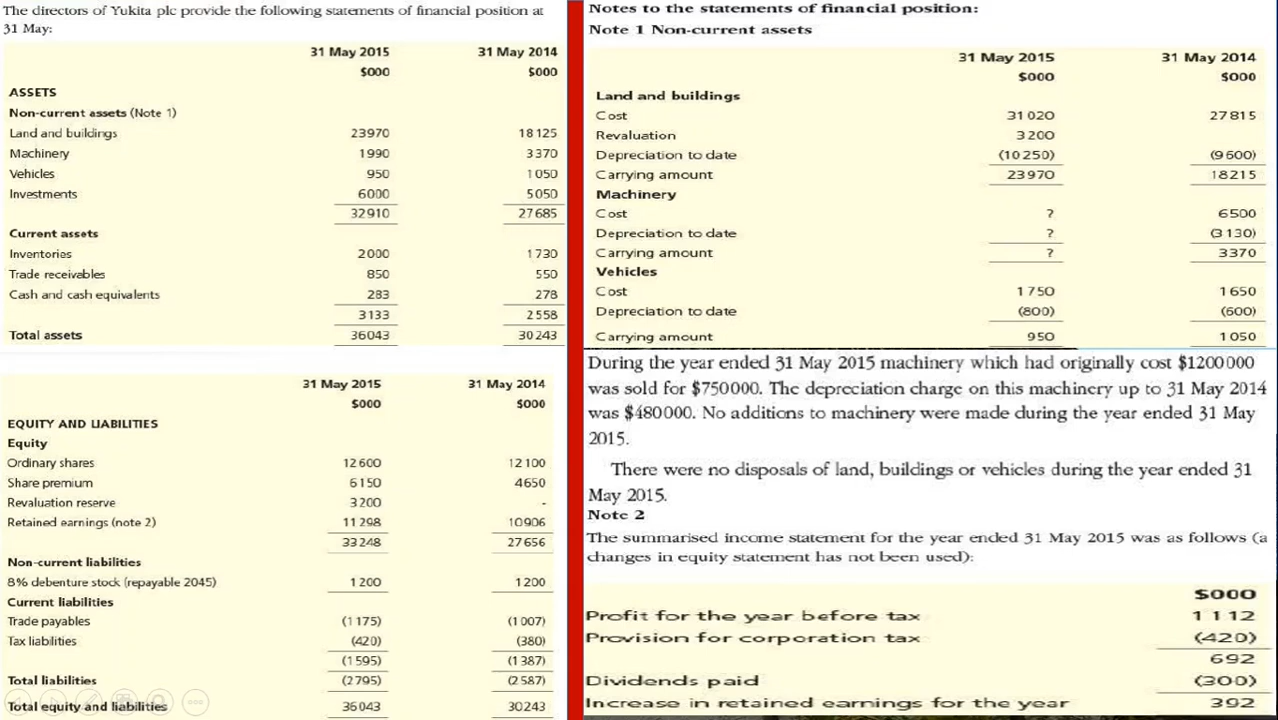 The directors of Yukita plc provide the following statements of financial position at
31 May:
31 May 2015 31 May 2014
$000 $000
ASSETS
Non-current assets (Note 1)
Land and buildings 23970 18125
Machinery 1990 3370
Vehicles 950 1050
Investments 6000 5050
32910 27685
Current assets
Inventories 2000 1730
Trade receivables 850 550
Cash and cash equivalents 283 278
3133 2558
Total assets 36043 30243
31 May 2015 31 May 2014
$000 $000
EQUITY AND LIABILITIES
Equity
Ordinary shares 12600 12100
Share premium 6150 4650
Revaluation reserve 3200 -
Retained earnings (note 2) 11298 10906
33248 27656
Non-current liabilities
8% debenture stock (repayable 2045) 1200 1200
Current liabilities
Trade payables (1175) (1007)
Tax liabilities (420) (380)
(1595) (1387)
Total liabilities (2795) (2587)
Total equity and liabilities 36043 30243
Notes to the statements of financial position:
Note 1 Non-current assets
31 May 2015 31 May 2014
$000 $000
Land and buildings
Cost 31020 27815
Revaluation 3200
Depreciation to date (10250) (9600)
Carrying amount 23970 18215
Machinery
Cost ? 6500
Depreciation to date ? (3130)
Carrying amount ? 3370
Vehicles
Cost 1750 1650
Depreciation to date (800) (600)
Carrying amount 950 1050
During the year ended 31 May 2015 machinery which had originally cost $1200000
was sold for $750000. The depreciation charge on this machinery up to 31 May 2014
was $480000. No additions to machinery were made during the year ended 31 May
2015.
There were no disposals of land, buildings or vehicles during the year ended 31
May 2015.
Note 2
The summarised income statement for the year ended 31 May 2015 was as follows (a
changes in equity statement has not been used):
$000
Profit for the year before tax 1112
Provision for corporation tax (420)
692
Dividends paid (300)
Increase in retained earnings for the year 392